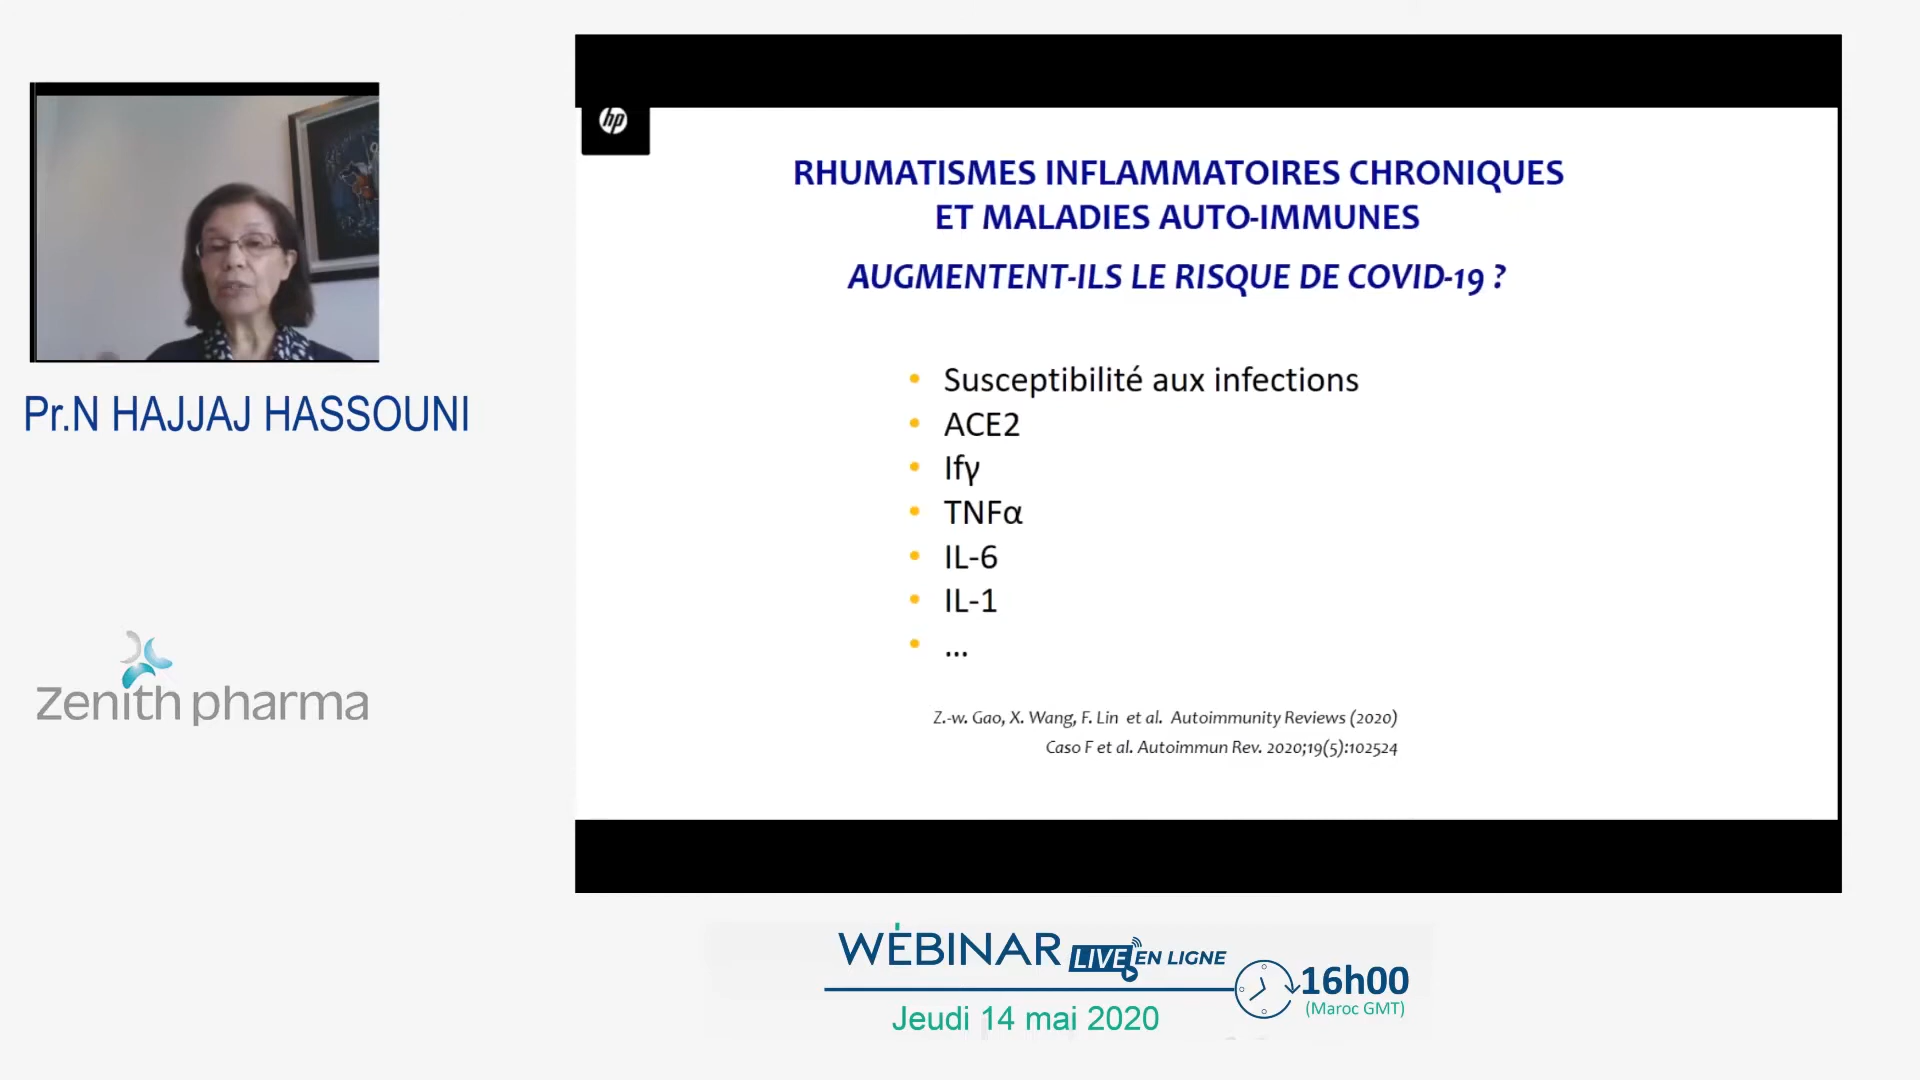 hp
RHUMATISMES INFLAMMATOIRES CHRONIQUES
ET MALADIES AUTO-IMMUNES
AUGMENTENT-ILS LE RISQUE DE COVID-19 ?
• Susceptibilité aux infections
• ACE2
• Ifγ
• TNFα
• IL-6
• IL-1
• ...
Z.-w. Gao, X. Wang, F. Lin et al. Autoimmunity Reviews (2020)
Caso F et al. Autoimmun Rev. 2020;19(5):102524
Pr.N HAJJAJ HASSOUNI
zenith pharma
WEBINAR LIVE EN LIGNE
16h00
(Maroc GMT)
Jeudi 14 mai 2020